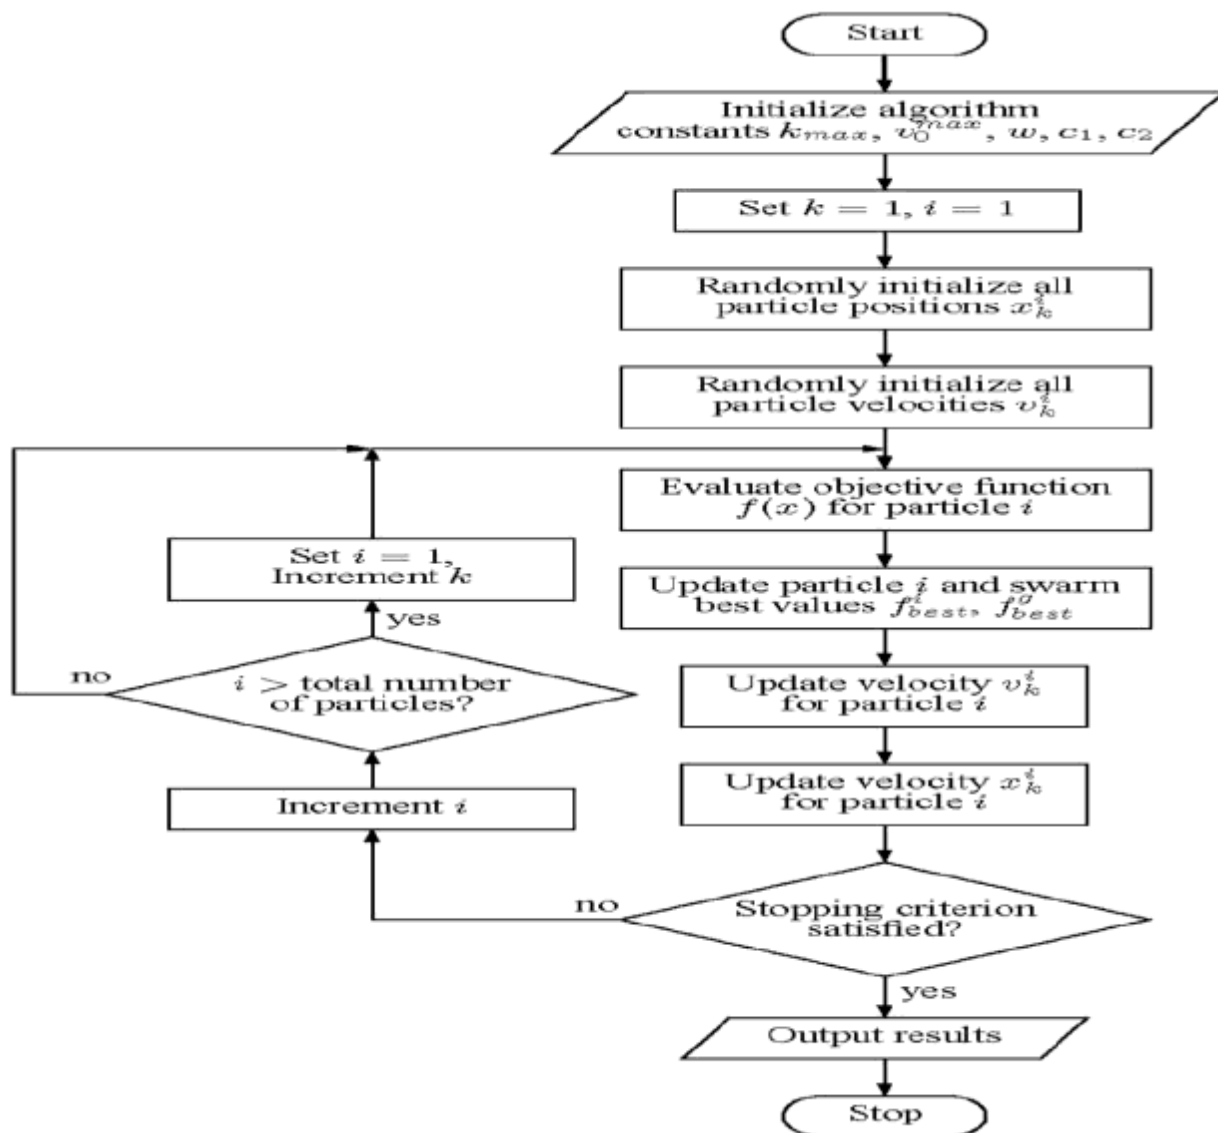 Start
Initialize algorithm
constants k_max, v_0^max, w, c_1, c_2
Set k = 1, i = 1
Randomly initialize all
particle positions x_k^i
Randomly initialize all
particle velocities v_k^i
Evaluate objective function
f(x) for particle i
Set i = 1,
Increment k
Update particle i and swarm
best values f_best^i, f_best^g
yes
no
i > total number
of particles?
Update velocity v_k^i
for particle i
Update velocity x_k^i
for particle i
Increment i
no
Stopping criterion
satisfied?
yes
Output results
Stop